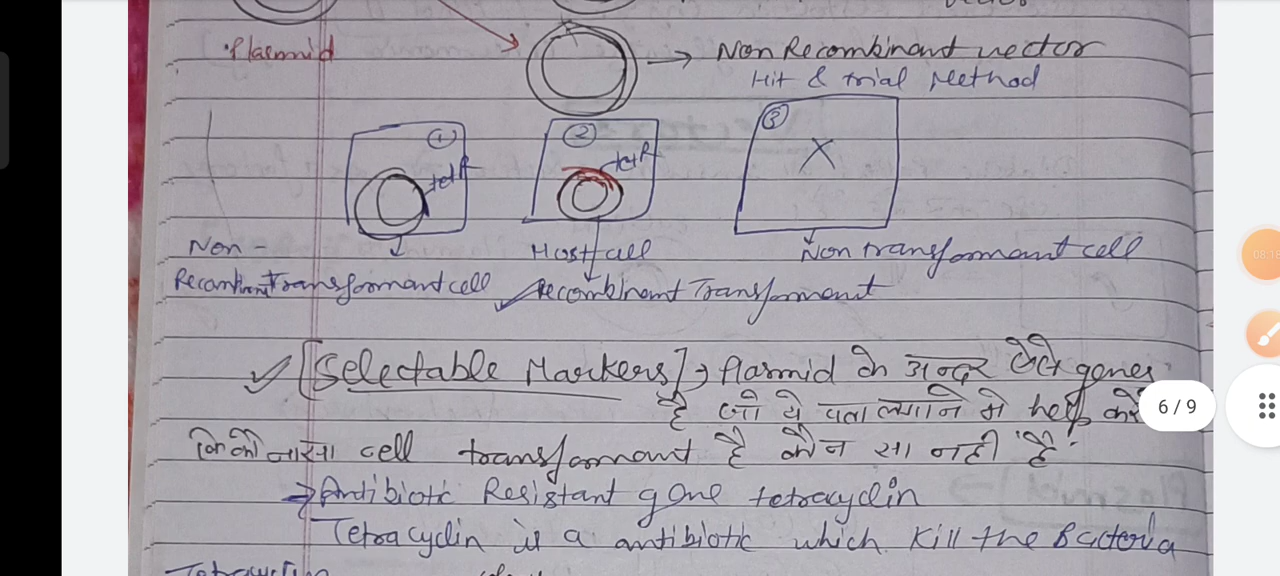 Plasmid
→ Non Recombinant vector
Hit & trial Method
① ② ③
tetR tetR X
Non- Host cell Non transformant cell
Recombinant Transformant cell ✓ Recombinant Transformant
✓ [Selectable Markers] → Plasmid के अन्दर ऐसे genes
है जो ये पता लगाने मे help करे
कि कौनसा cell transformant है कौन सा नही है.
⇒ Antibiotic Resistant gene tetracyclin
Tetracyclin is a antibiotic which kill the Bacteria
6 / 9